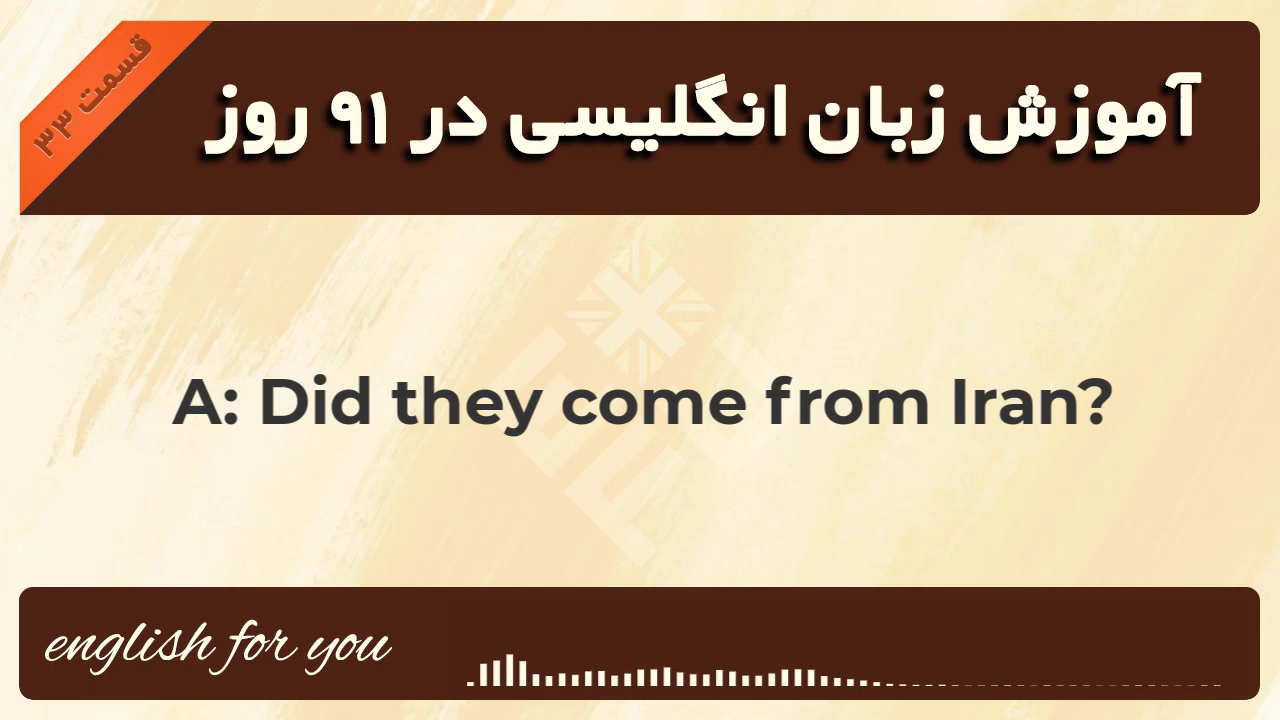 آموزش زبان انگلیسی در ۹۱ روز
قسمت ۳۳
A: Did they come from Iran?
english for you